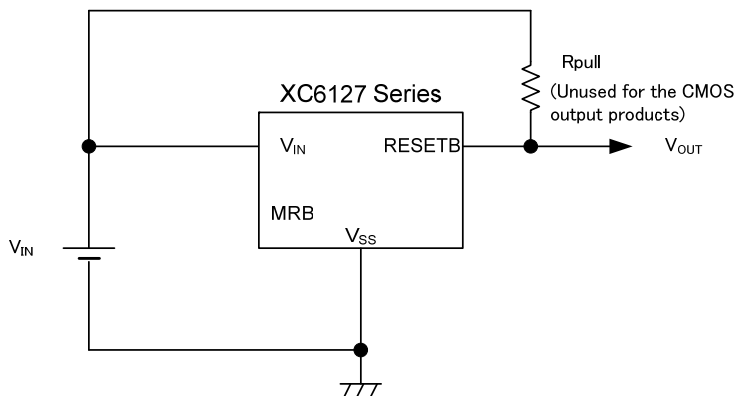 Rpull
(Unused for the CMOS
output products)
XC6127 Series
VIN
RESETB
VOUT
MRB
VSS
VIN